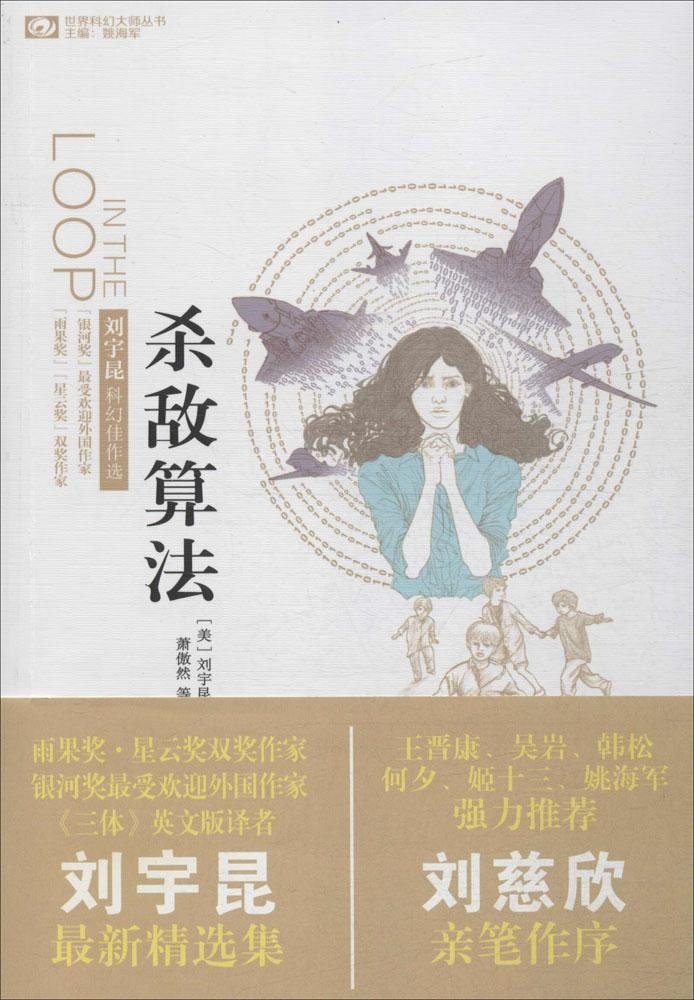 世界科幻大师丛书
主编：姚海军
IN THE
LOOP
刘宇昆 科幻佳作选
「银河奖」最受欢迎外国作家
「雨果奖」「星云奖」双奖作家
杀敌算法
［美］刘宇昆
萧傲然 等
雨果奖·星云奖双奖作家
银河奖最受欢迎外国作家
《三体》英文版译者
刘宇昆
最新精选集
王晋康、吴岩、韩松
何夕、姬十三、姚海军
强力推荐
刘慈欣
亲笔作序